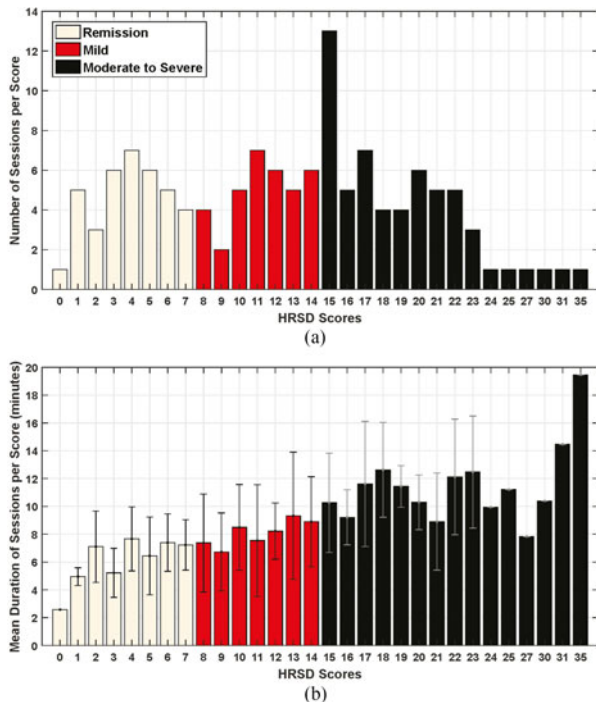 14
Remission
12
Mild
Moderate to Severe
10
8
6
4
2
0
Number of Sessions per Score
0 1 2 3 4 5 6 7 8 9 10 11 12 13 14 15 16 17 18 19 20 21 22 23 24 25 27 30 31 35
HRSD Scores
(a)
20
18
16
14
12
10
8
6
4
2
0
Mean Duration of Sessions per Score (minutes)
0 1 2 3 4 5 6 7 8 9 10 11 12 13 14 15 16 17 18 19 20 21 22 23 24 25 27 30 31 35
HRSD Scores
(b)